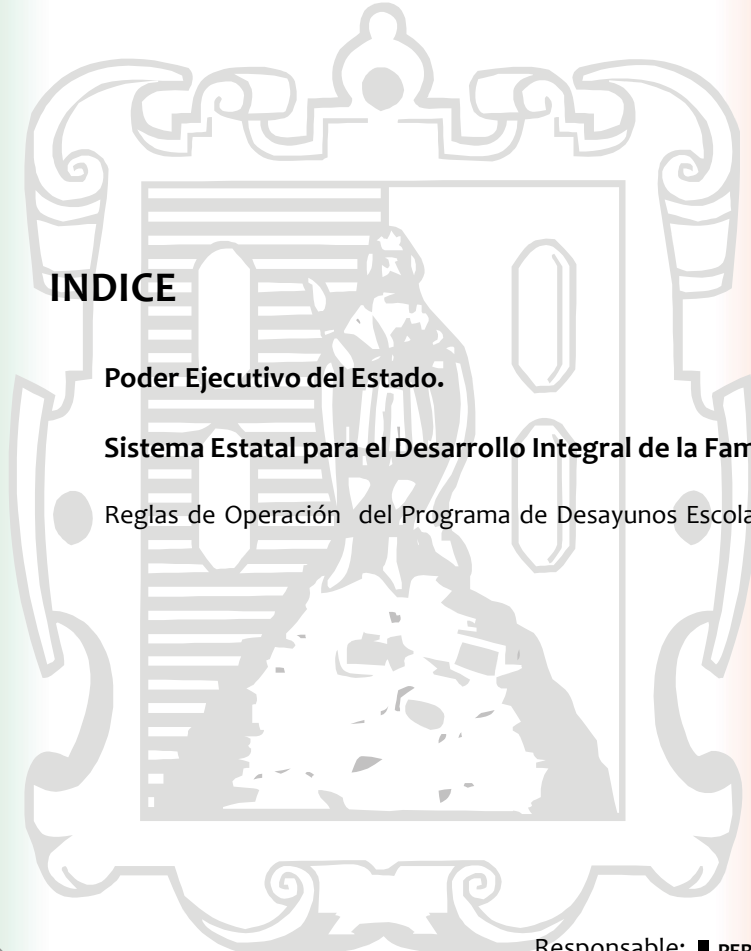 INDICE
Poder Ejecutivo del Estado.
Sistema Estatal para el Desarrollo Integral de la
Reglas de Operación del Programa de Desayunos
Responsable: